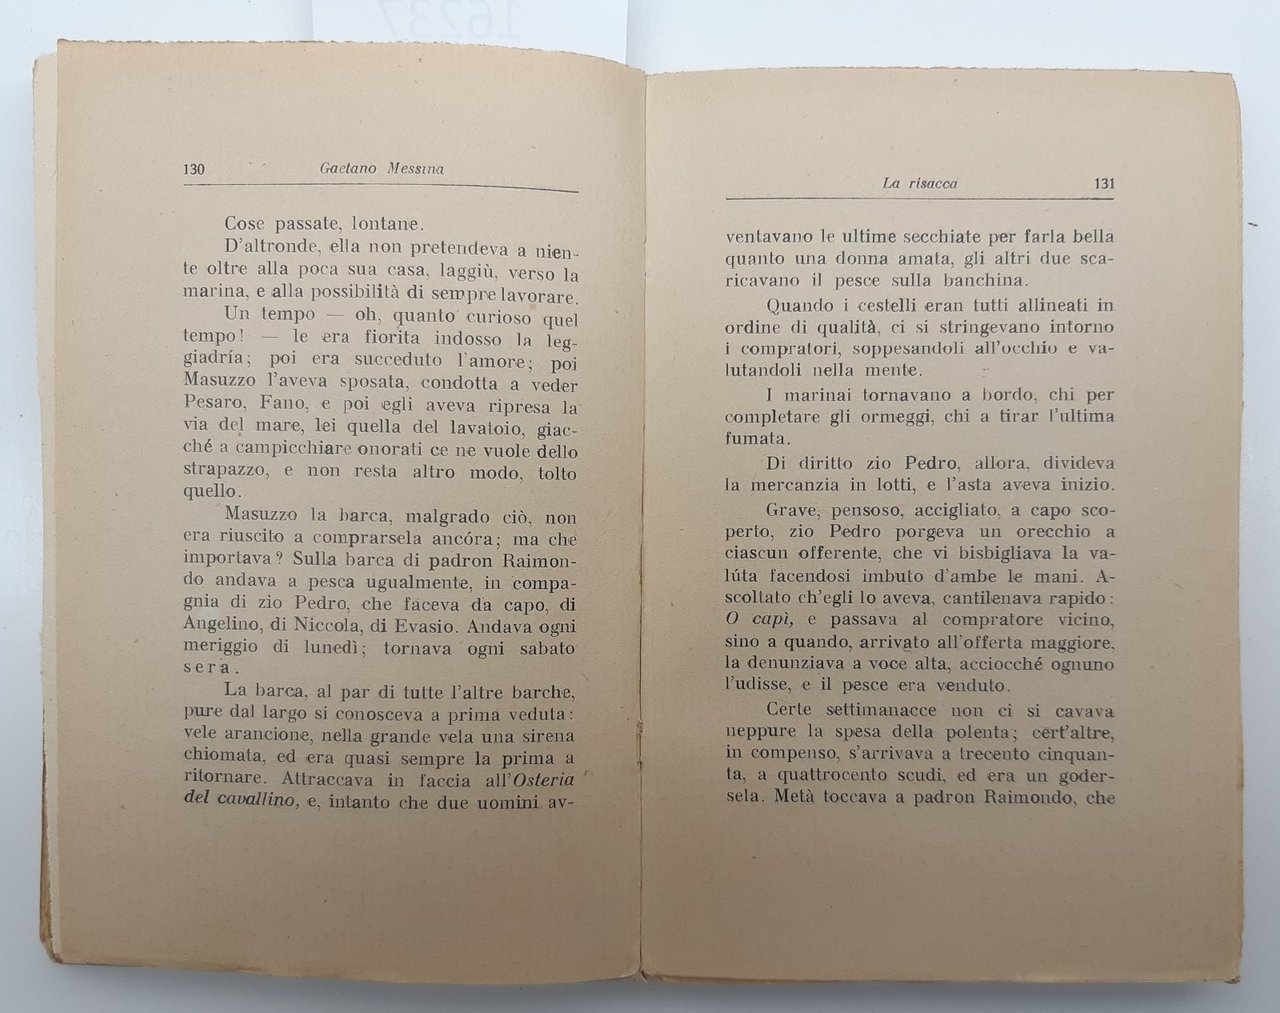 16237
130 Gaetano Messina
Cose passate, lontane.
D'altronde, ella non pretendeva a nien-
te oltre alla poca sua casa, laggiù, verso la
marina, e alla possibilità di sempre lavorare.
Un tempo — oh, quanto curioso quel
tempo! — le era fiorita indosso la leg-
giadría; poi era succeduto l'amore; poi
Masuzzo l'aveva sposata, condotta a veder
Pesaro, Fano, e poi egli aveva ripresa la
via del mare, lei quella del lavatoio, giac-
ché a campicchiare onorati ce ne vuole dello
strapazzo, e non resta altro modo, tolto
quello.
Masuzzo la barca, malgrado ciò, non
era riuscito a comprarsela ancóra; ma che
importava? Sulla barca di padron Raimon-
do andava a pesca ugualmente, in compa-
gnia di zio Pedro, che faceva da capo, di
Angelino, di Niccola, di Evasio. Andava ogni
meriggio di lunedì; tornava ogni sabato
sera.
La barca, al par di tutte l'altre barche,
pure dal largo si conosceva a prima veduta:
vele arancione, nella grande vela una sirena
chiomata, ed era quasi sempre la prima a
ritornare. Attraccava in faccia all'Osteria
del cavallino, e, intanto che due uomini av-
La risacca 131
ventavano le ultime secchiate per farla bella
quanto una donna amata, gli altri due sca-
ricavano il pesce sulla banchina.
Quando i cestelli eran tutti allineati in
ordine di qualità, ci si stringevano intorno
i compratori, soppesandoli all'occhio e va-
lutandoli nella mente.
I marinai tornavano a bordo, chi per
completare gli ormeggi, chi a tirar l'ultima
fumata.
Di diritto zio Pedro, allora, divideva
la mercanzia in lotti, e l'asta aveva inizio.
Grave, pensoso, accigliato, a capo sco-
perto, zio Pedro porgeva un orecchio a
ciascun offerente, che vi bisbigliava la va-
lúta facendosi imbuto d'ambe le mani. A-
scoltato ch'egli lo aveva, cantilenava rapido:
O capì, e passava al compratore vicino,
sino a quando, arrivato all'offerta maggiore,
la denunziava a voce alta, acciocché ognuno
l'udisse, e il pesce era venduto.
Certe settimanacce non ci si cavava
neppure la spesa della polenta; cert'altre,
in compenso, s'arrivava a trecento cinquan-
ta, a quattrocento scudi, ed era un goder-
sela. Metà toccava a padron Raimondo, che